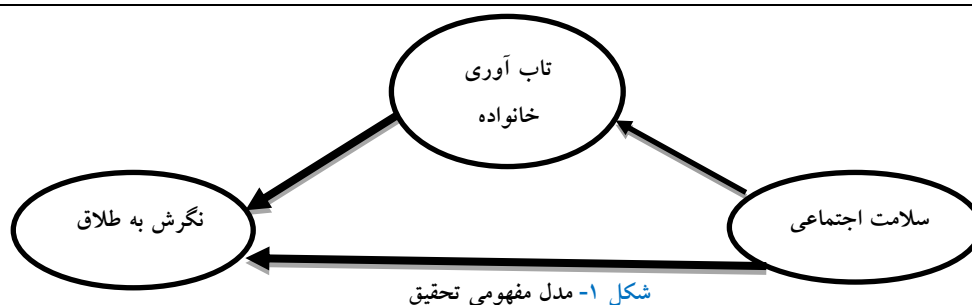 تاب آوری
خانواده
سلامت اجتماعی
نگرش به طلاق
شکل ۱- مدل مفهومی تحقیق